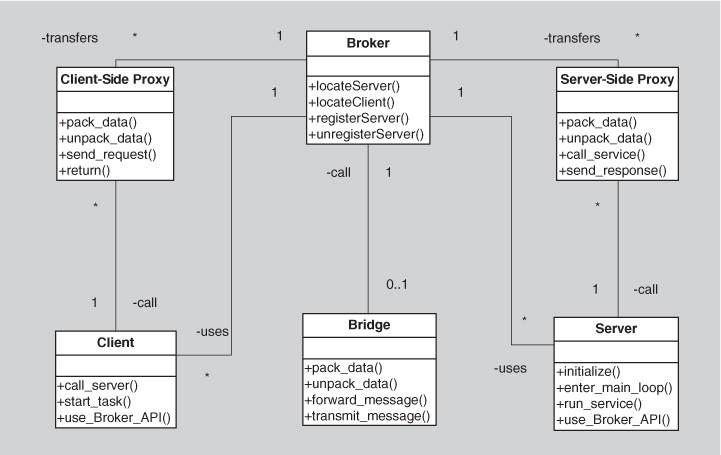 -transfers * 1 Broker 1 -transfers *
Client-Side Proxy
+pack_data()
+unpack_data()
+send_request()
+return()
+locateServer()
+locateClient()
+registerServer()
+unregisterServer()
Server-Side Proxy
+pack_data()
+unpack_data()
+call_service()
+send_response()
1
1
* -call 1 *
1 -call
0..1
1 -call
-uses
*
*
-uses
Client
+call_server()
+start_task()
+use_Broker_API()
Bridge
+pack_data()
+unpack_data()
+forward_message()
+transmit_message()
Server
+initialize()
+enter_main_loop()
+run_service()
+use_Broker_API()